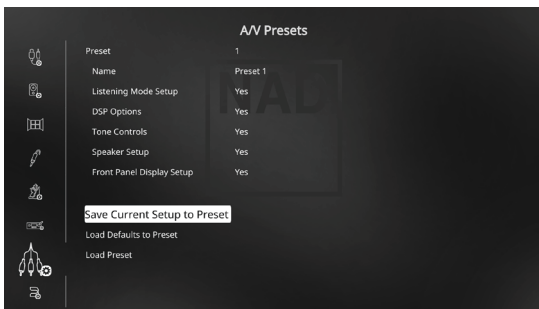 A/V Presets
Preset 1
Name Preset 1
Listening Mode Setup Yes
DSP Options Yes
Tone Controls Yes
Speaker Setup Yes
Front Panel Display Setup Yes
NAD
Save Current Setup to Preset
Load Defaults to Preset
Load Preset